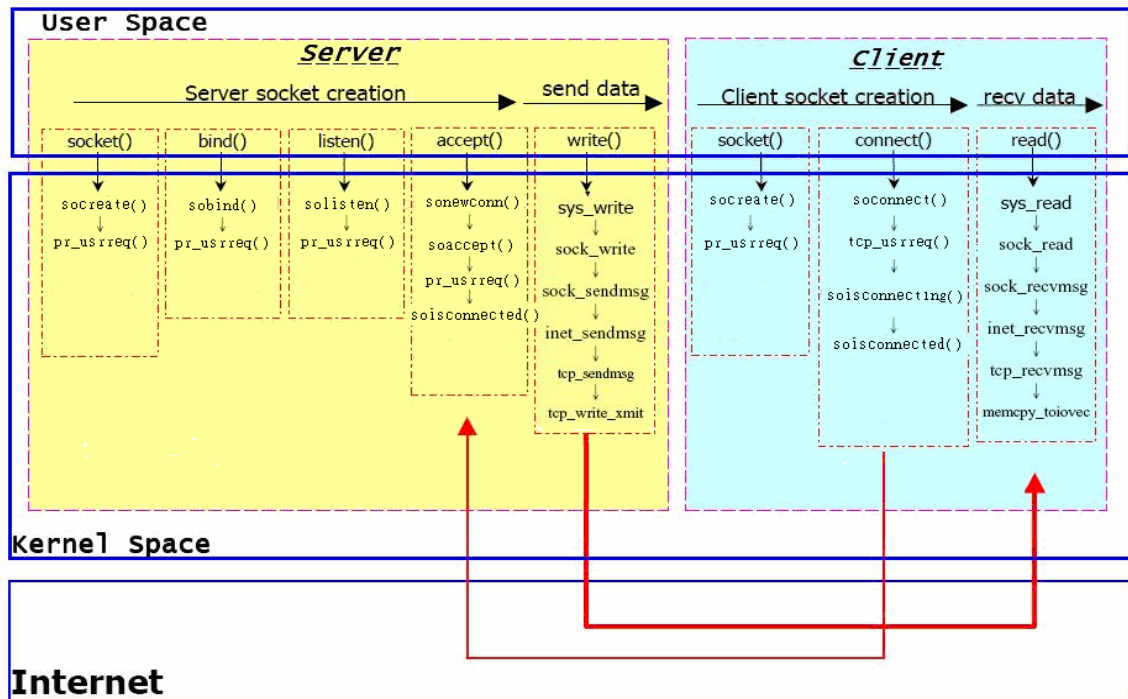 User Space
Server
Client
Server socket creation
send data
Client socket creation
recv data
socket()
bind()
listen()
accept()
write()
socket()
connect()
read()
socreate()
pr_usrreq()
sobind()
pr_usrreq()
solisten()
pr_usrreq()
sonewconn()
soaccept()
pr_usrreq()
soisconnected()
sys_write
sock_write
sock_sendmsg
inet_sendmsg
tcp_sendmsg
tcp_write_xmit
socreate()
pr_usrreq()
soconnect()
tcp_usrreq()
soisconnecting()
soisconnected()
sys_read
sock_read
sock_recvmsg
inet_recvmsg
tcp_recvmsg
memcpy_toiovec
Kernel Space
Internet